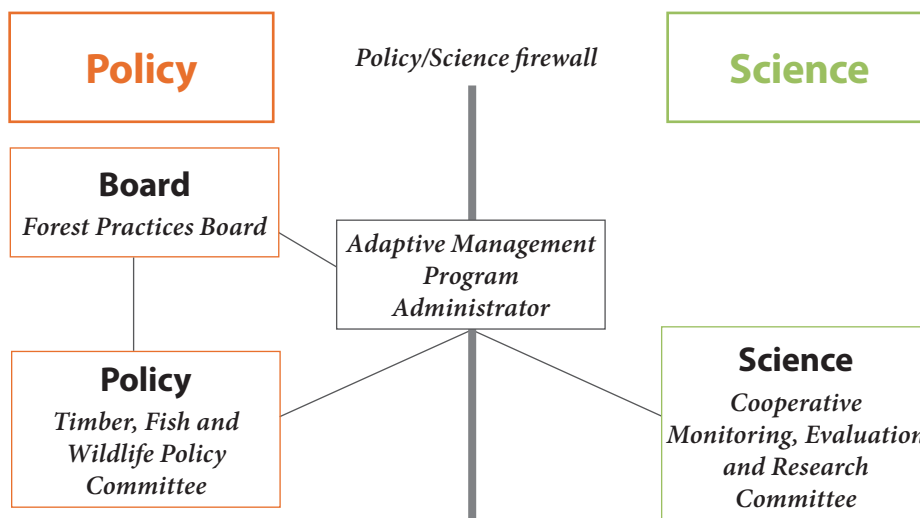 Policy
Policy/Science firewall
Science
Board
Forest Practices Board
Adaptive Management
Program
Administrator
Policy
Timber, Fish and
Wildlife Policy
Committee
Science
Cooperative
Monitoring, Evaluation
and Research
Committee